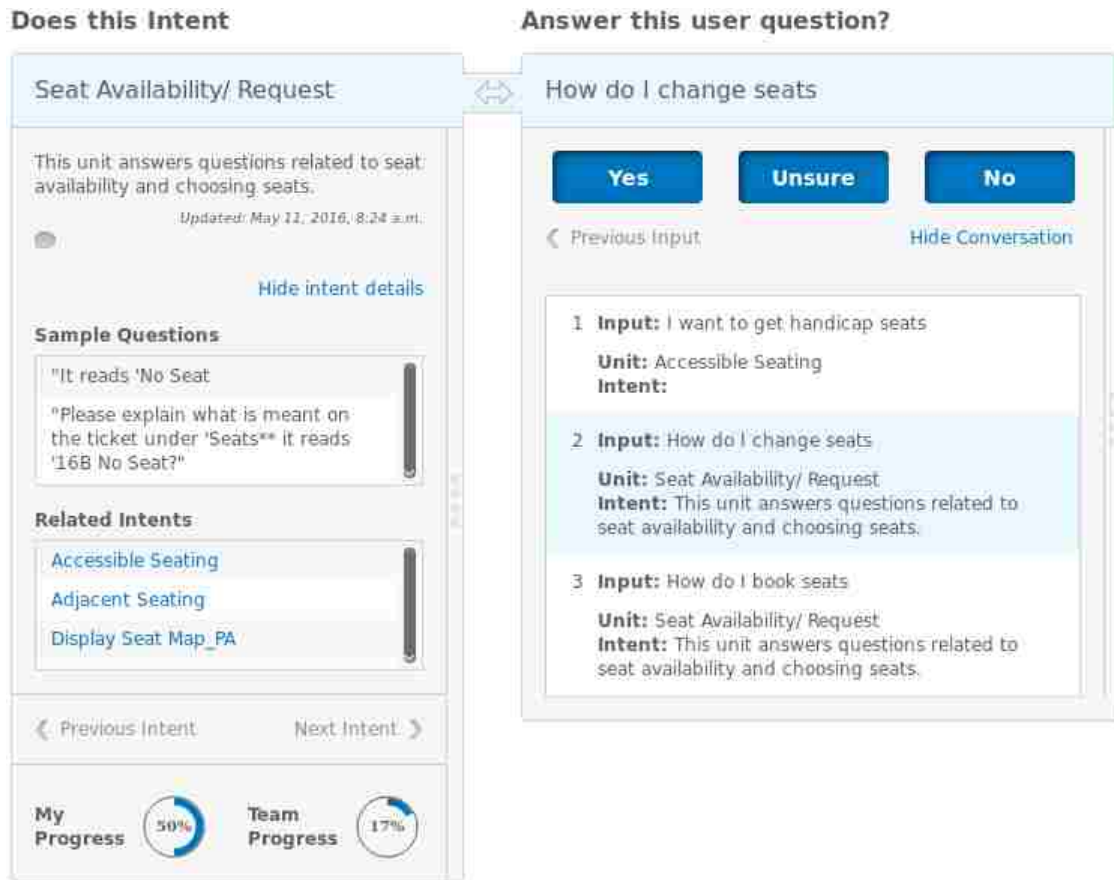 Does this Intent
Answer this user question?
Seat Availability/ Request
This unit answers questions related to seat
availability and choosing seats.
Updated: May 11, 2016, 8:24 a.m.
Hide intent details
Sample Questions
"It reads 'No Seat
"Please explain what is meant on
the ticket under 'Seats** it reads
'16B No Seat?"
Related Intents
Accessible Seating
Adjacent Seating
Display Seat Map_PA
❮ Previous Intent
Next Intent ❯
My
Progress
50%
Team
Progress
17%
How do I change seats
Yes
Unsure
No
❮ Previous Input
Hide Conversation
1 Input: I want to get handicap seats
Unit: Accessible Seating
Intent:
2 Input: How do I change seats
Unit: Seat Availability/ Request
Intent: This unit answers questions related to
seat availability and choosing seats.
3 Input: How do I book seats
Unit: Seat Availability/ Request
Intent: This unit answers questions related to
seat availability and choosing seats.